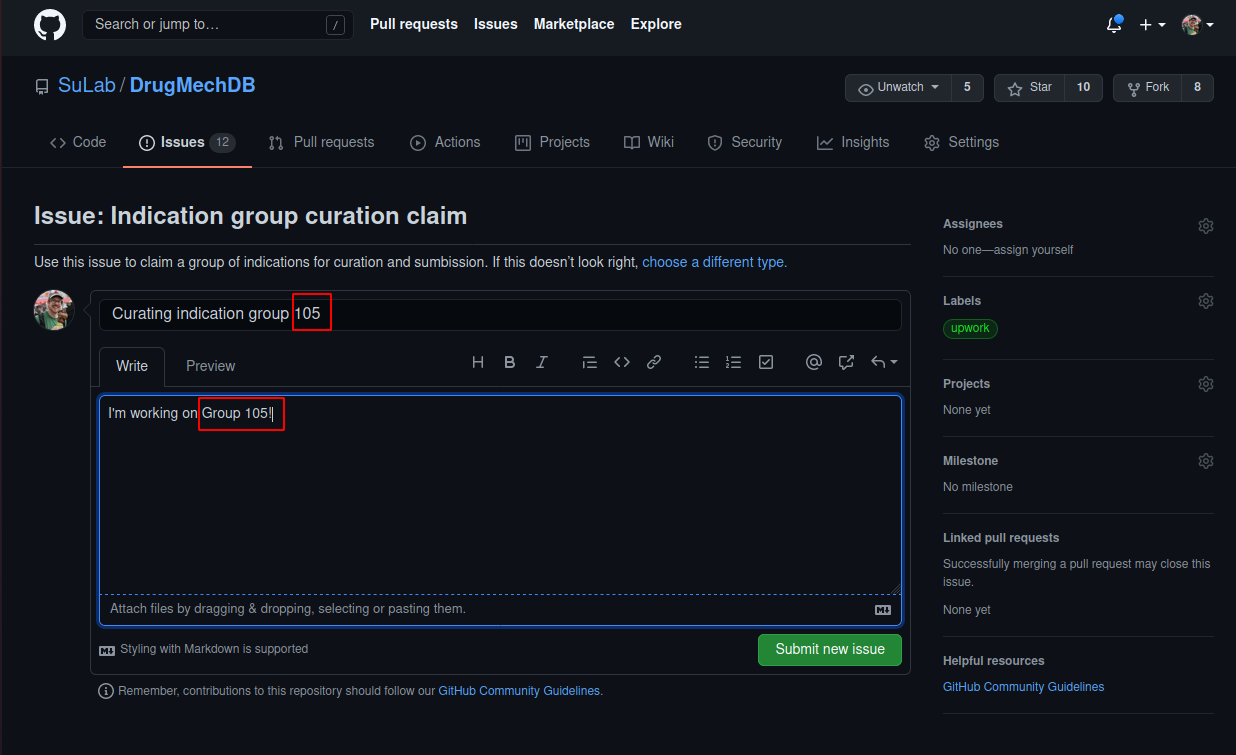 Search or jump to…
/
Pull requests
Issues
Marketplace
Explore
SuLab / DrugMechDB
Unwatch 5
Star 10
Fork 8
Code
Issues 12
Pull requests
Actions
Projects
Wiki
Security
Insights
Settings
Issue: Indication group curation claim
Use this issue to claim a group of indications for curation and sumbission. If this doesn't look right, choose a different type.
Curating indication group 105
Write
Preview
H B I
I'm working on Group 105!
Attach files by dragging & dropping, selecting or pasting them.
Styling with Markdown is supported
Submit new issue
Remember, contributions to this repository should follow our GitHub Community Guidelines.
Assignees
No one—assign yourself
Labels
upwork
Projects
None yet
Milestone
No milestone
Linked pull requests
Successfully merging a pull request may close this
issue.
None yet
Helpful resources
GitHub Community Guidelines